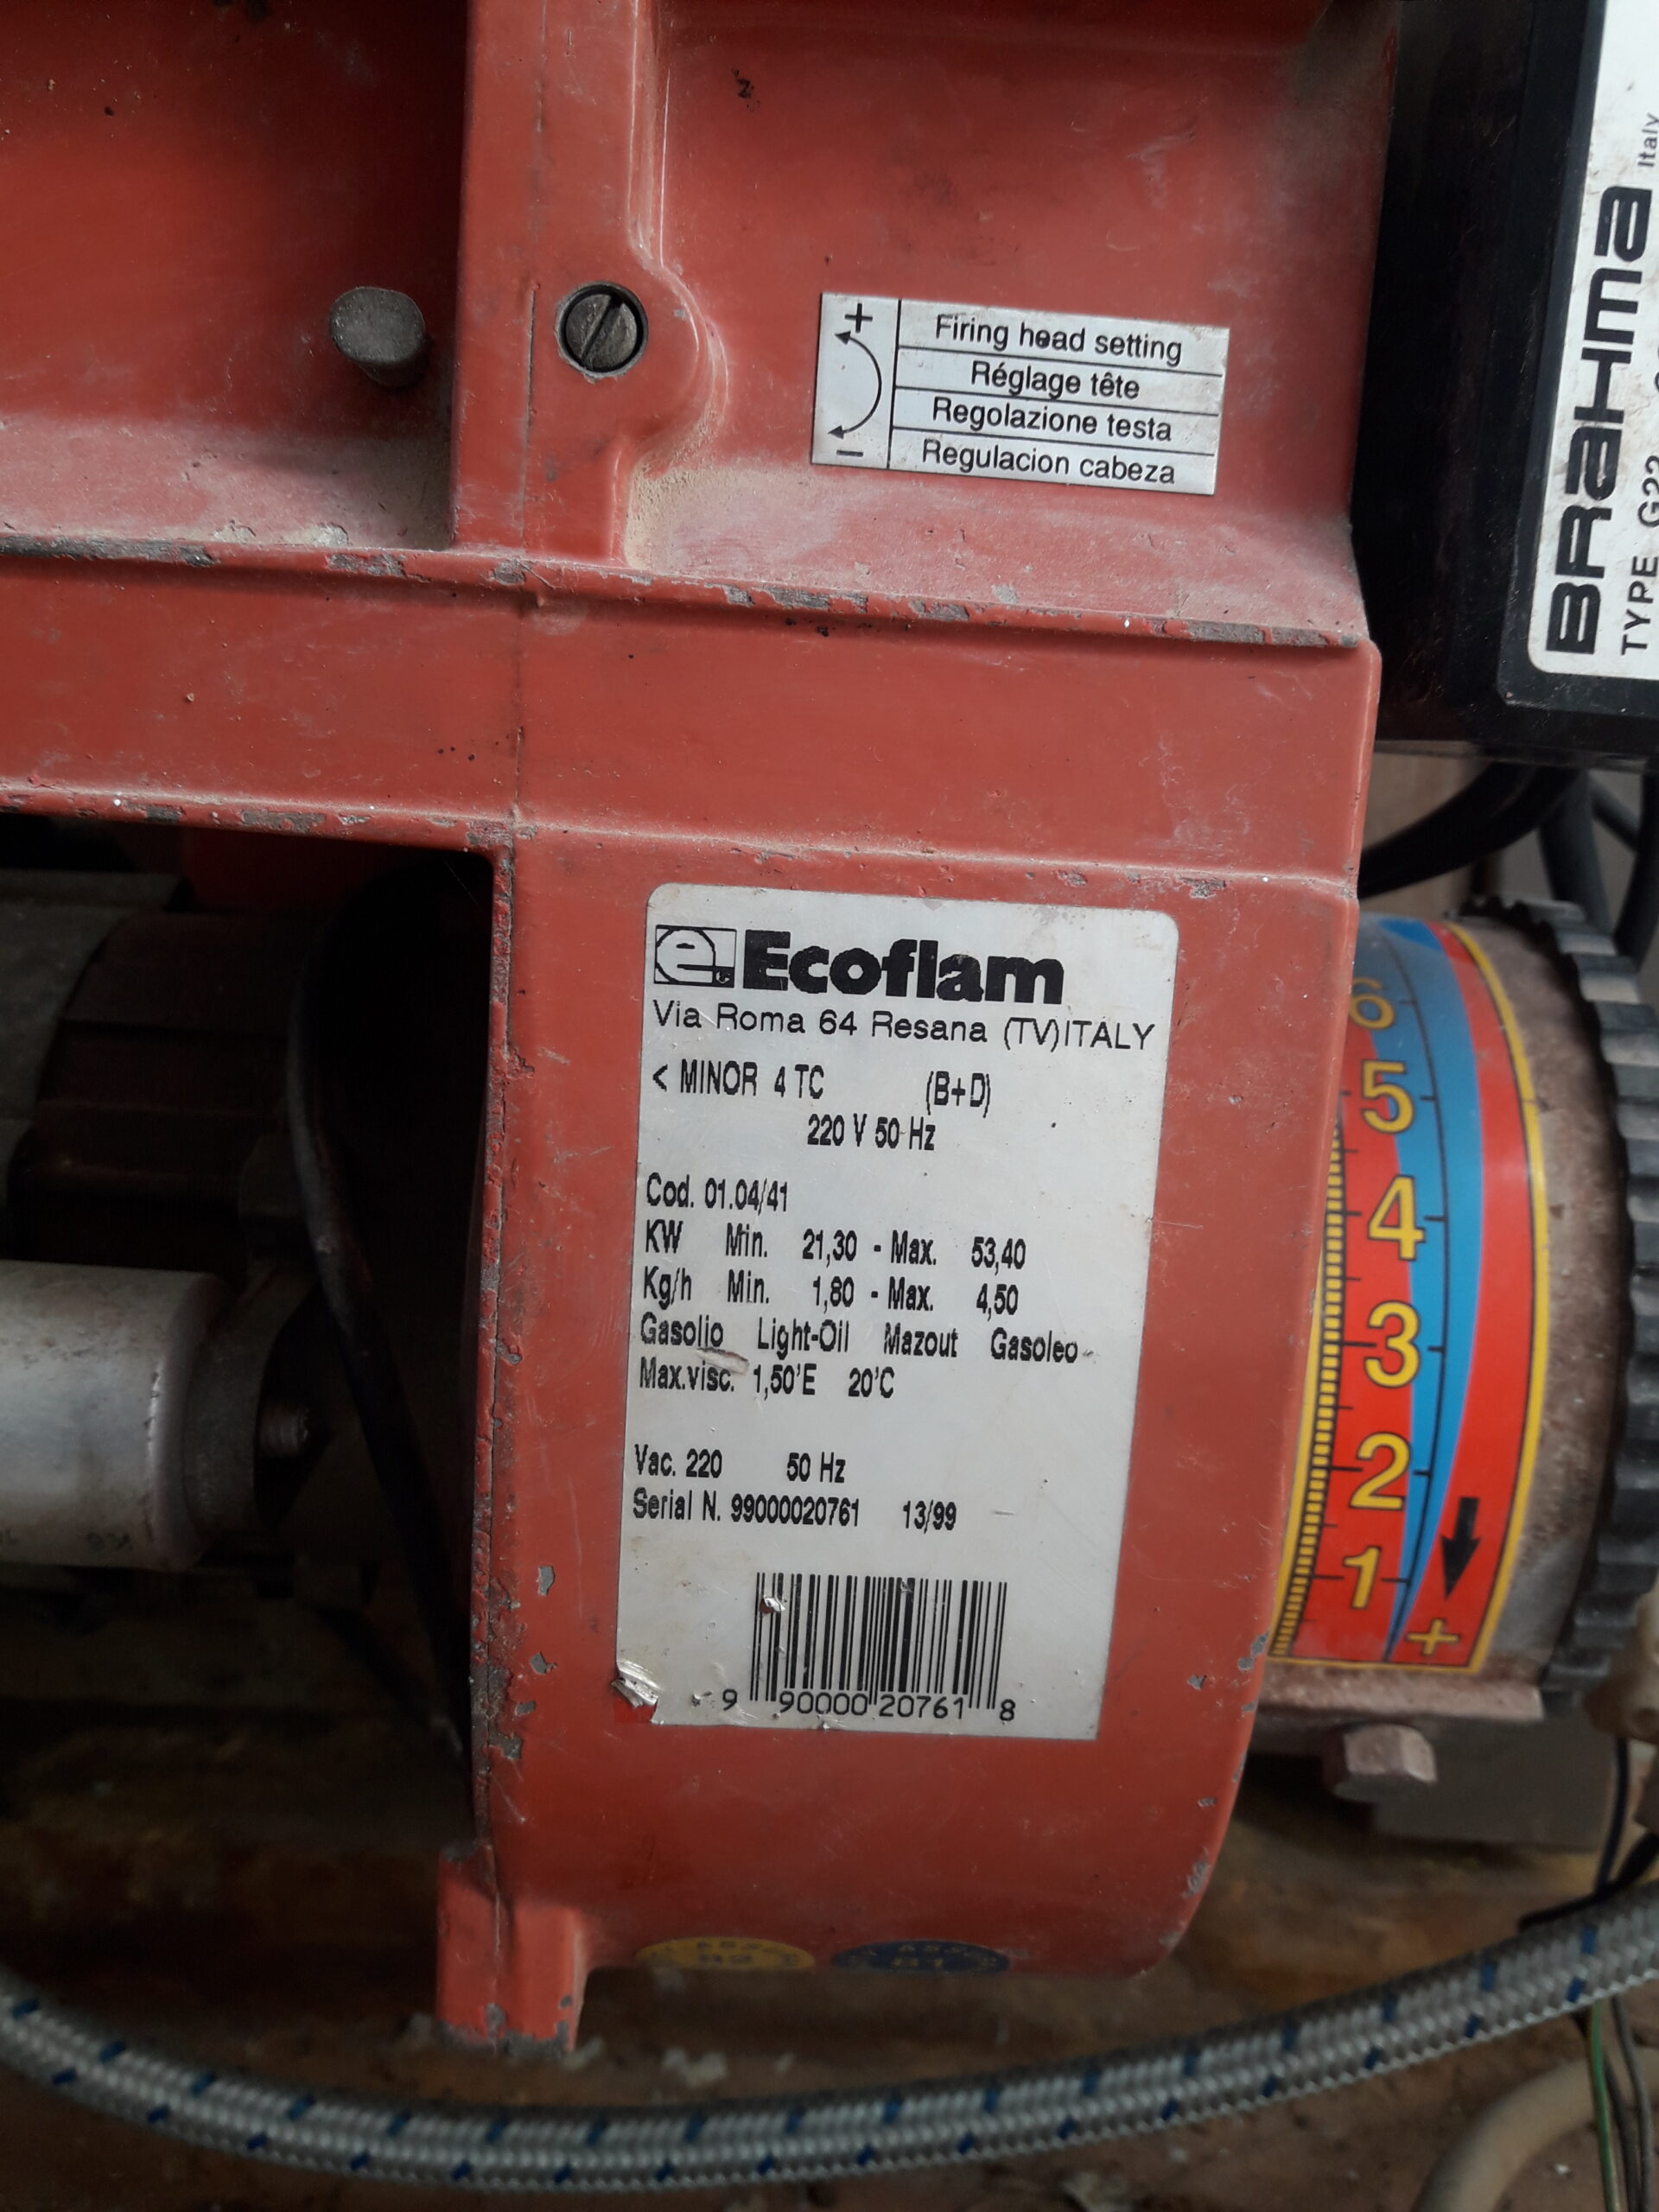 +
Firing head setting
Réglage tête
Regolazione testa
Regulacion cabeza
−
BRAHMA Italy
TYPE G22
e Ecoflam
Via Roma 64 Resana (TV)ITALY
< MINOR 4 TC (B+D)
220 V 50 Hz
Cod. 01.04/41
KW Min. 21,30 - Max. 53,40
Kg/h Min. 1,80 - Max. 4,50
Gasolio Light-Oil Mazout Gasoleo
Max.visc. 1,50'E 20'C
Vac. 220 50 Hz
Serial N. 99000020761 13/99
9 90000 20761 8
6
5
4
3
2
1
+